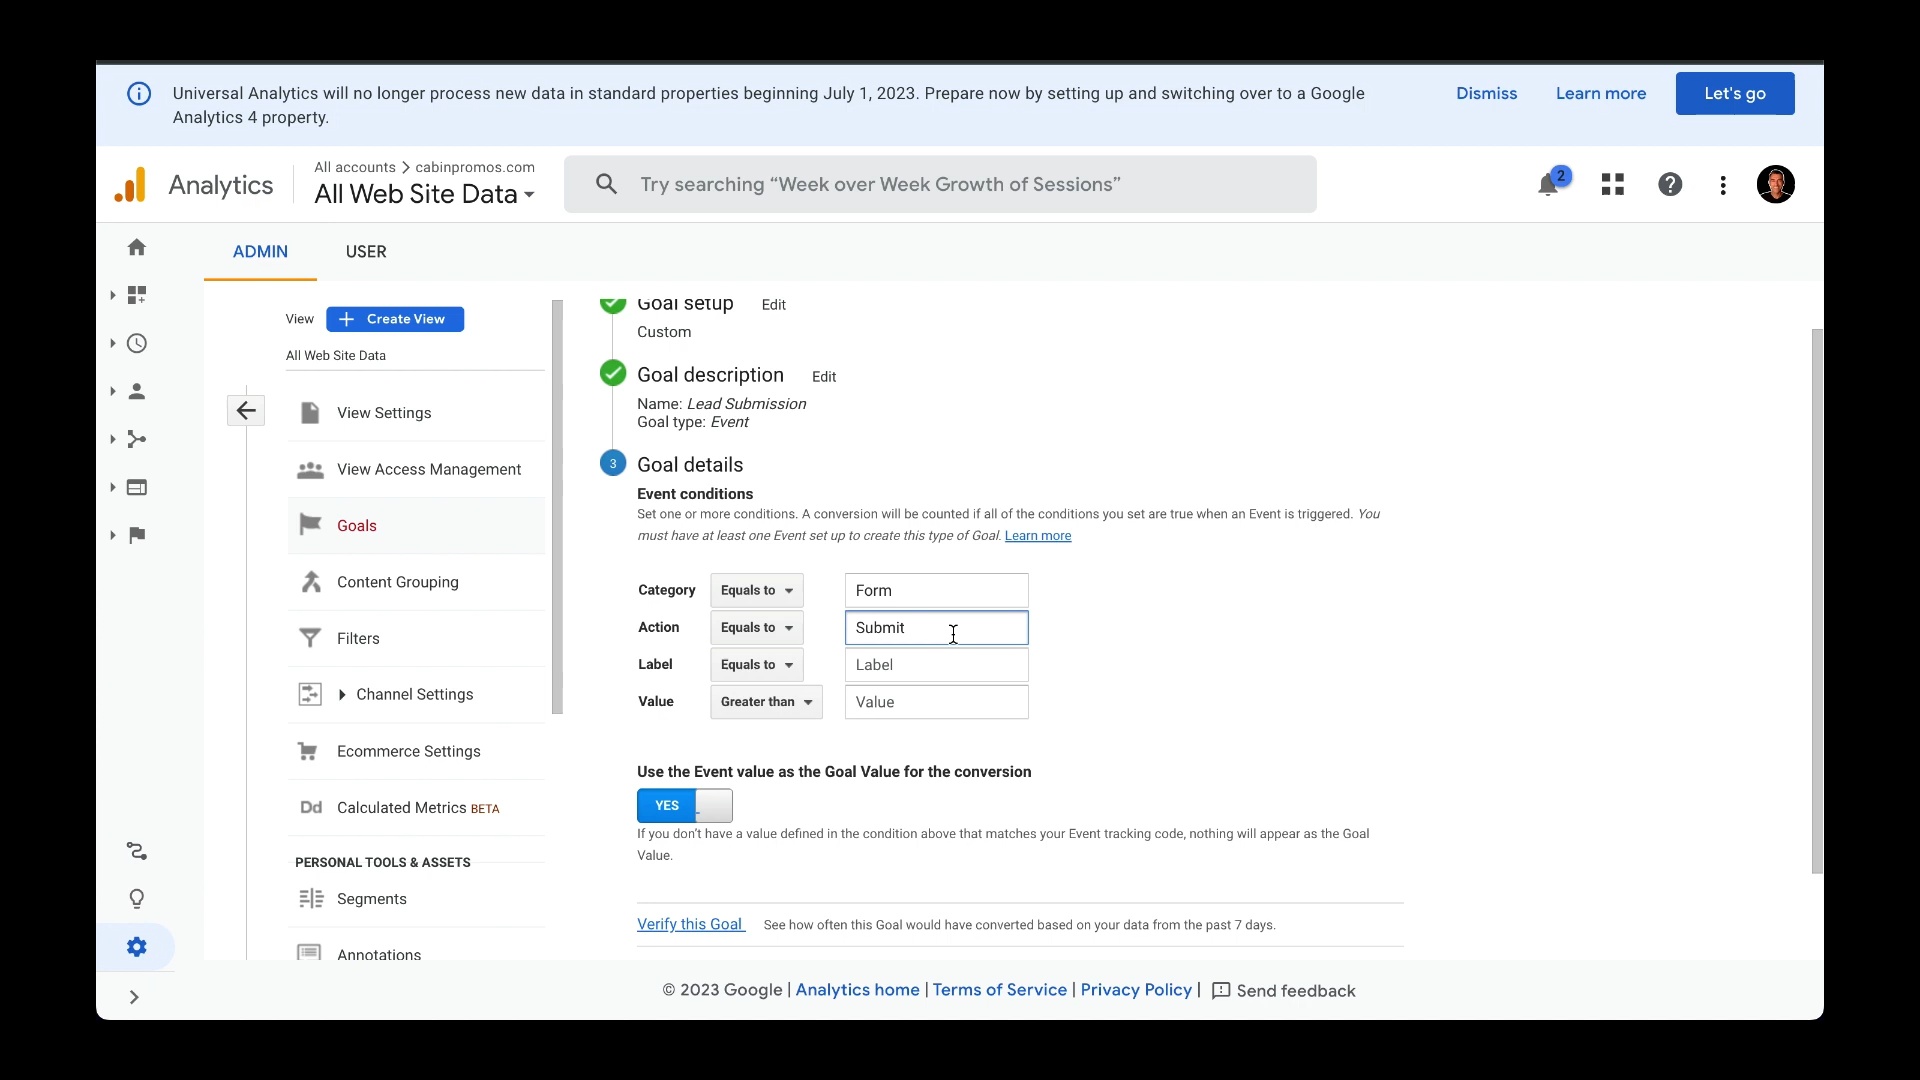 Universal Analytics will no longer process new data in standard properties beginning July 1, 2023. Prepare now by setting up and switching over to a Google
Analytics 4 property.
Dismiss
Learn more
Let's go
Analytics
All accounts > cabinpromos.com
All Web Site Data
Try searching “Week over Week Growth of Sessions”
2
ADMIN
USER
View
+ Create View
All Web Site Data
View Settings
View Access Management
Goals
Content Grouping
Filters
Channel Settings
Ecommerce Settings
Dd Calculated Metrics BETA
PERSONAL TOOLS & ASSETS
Segments
Annotations
Goal setup Edit
Custom
Goal description Edit
Name: Lead Submission
Goal type: Event
3 Goal details
Event conditions
Set one or more conditions. A conversion will be counted if all of the conditions you set are true when an Event is triggered. You
must have at least one Event set up to create this type of Goal. Learn more
Category Equals to Form
Action Equals to Submit
Label Equals to Label
Value Greater than Value
Use the Event value as the Goal Value for the conversion
YES
If you don't have a value defined in the condition above that matches your Event tracking code, nothing will appear as the Goal
Value.
Verify this Goal See how often this Goal would have converted based on your data from the past 7 days.
© 2023 Google | Analytics home | Terms of Service | Privacy Policy | Send feedback